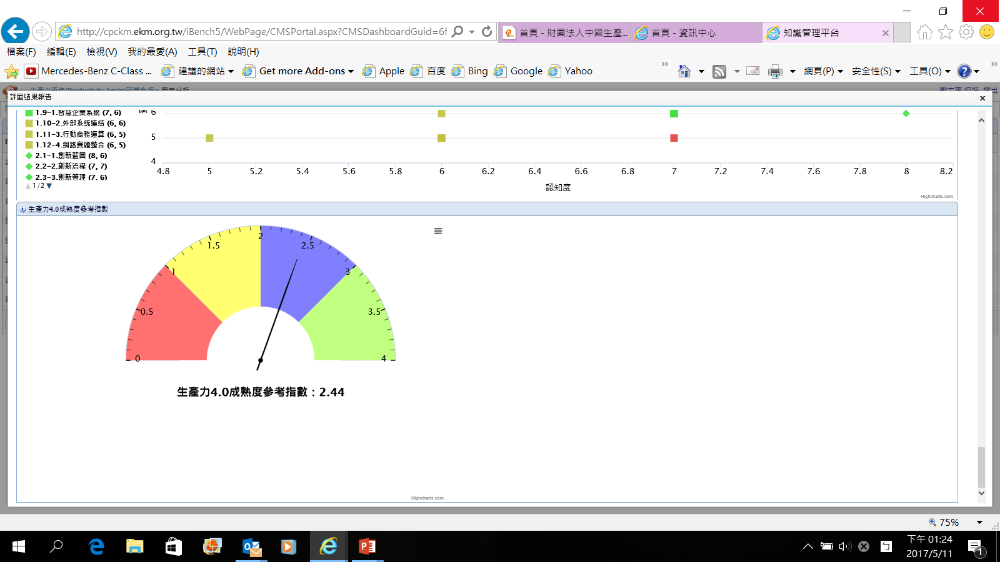 http://cpckm.ekm.org.tw/iBench5/WebPage/CMSPortal.aspx?CMSDashboardGuid=6f
首頁 - 財團法人中國生產...
首頁 - 資訊中心
知識管理平台
檔案(F) 編輯(E) 檢視(V) 我的最愛(A) 工具(T) 說明(H)
Mercedes-Benz C-Class ... 建議的網站 Get more Add-ons Apple 百度 Bing Google Yahoo
網頁(P) 安全性(S) 工具(O)
評量結果報告
1.9-1.智慧企業系統 (7, 6)
1.10-2.外部系統連結 (6, 6)
1.11-3.行動商務運算 (6, 5)
1.12-4.網路實體整合 (6, 5)
2.1-1.創新藍圖 (8, 6)
2.2-2.創新流程 (7, 7)
2.3-3.創新管理 (7, 6)
1/2
6
5
4
4.8 5 5.2 5.4 5.6 5.8 6 6.2 6.4 6.6 6.8 7 7.2 7.4 7.6 7.8 8 8.2
認知度
Highcharts.com
生產力4.0成熟度參考指數
0 0.5 1 1.5 2 2.5 3 3.5 4
生產力4.0成熟度參考指數：2.44
Highcharts.com
75%
下午 01:24
2017/5/11
1